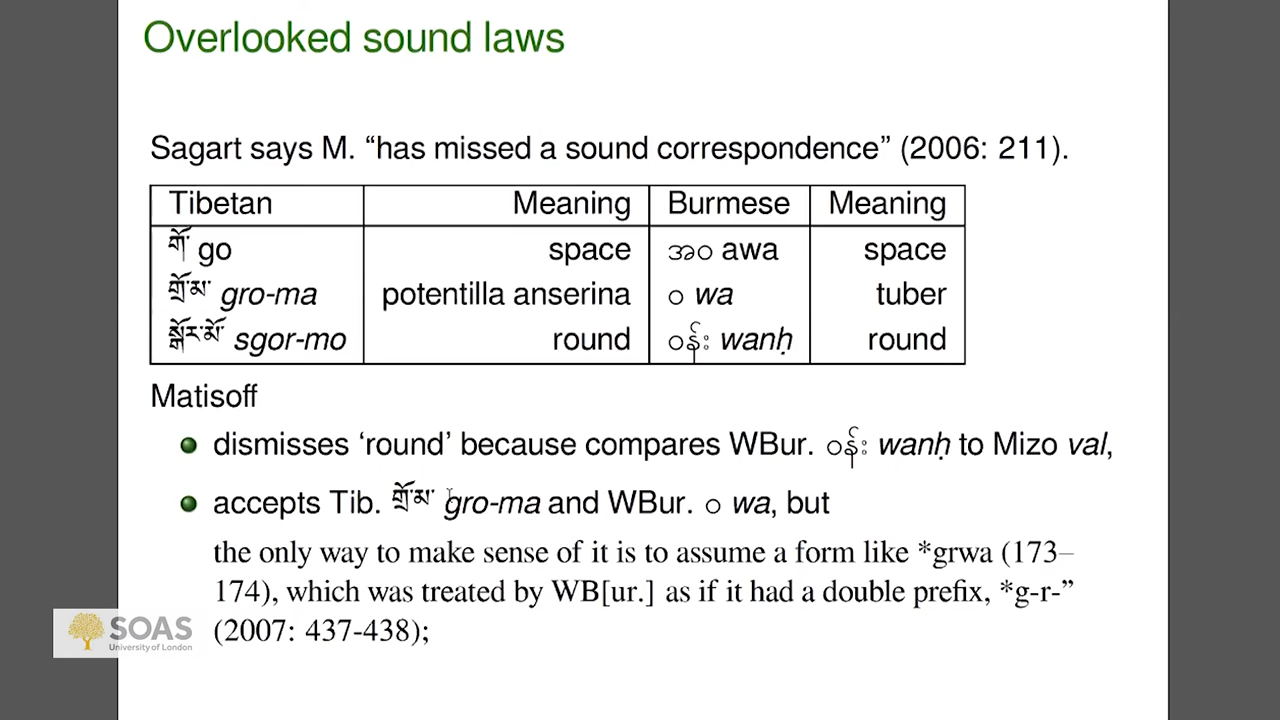 Overlooked sound laws
Sagart says M. “has missed a sound correspondence” (2006: 211).
Tibetan Meaning Burmese Meaning
གོ་ go space အဝ awa space
གྲོ་མ་ gro-ma potentilla anserina ဝ wa tuber
སྒོར་མོ་ sgor-mo round ဝန်း wanḥ round
Matisoff
dismisses ‘round’ because compares WBur. ဝန်း wanḥ to Mizo val,
accepts Tib. གྲོ་མ་ gro-ma and WBur. ဝ wa, but
the only way to make sense of it is to assume a form like *grwa (173–
174), which was treated by WB[ur.] as if it had a double prefix, *g-r-”
(2007: 437-438);
SOAS
University of London